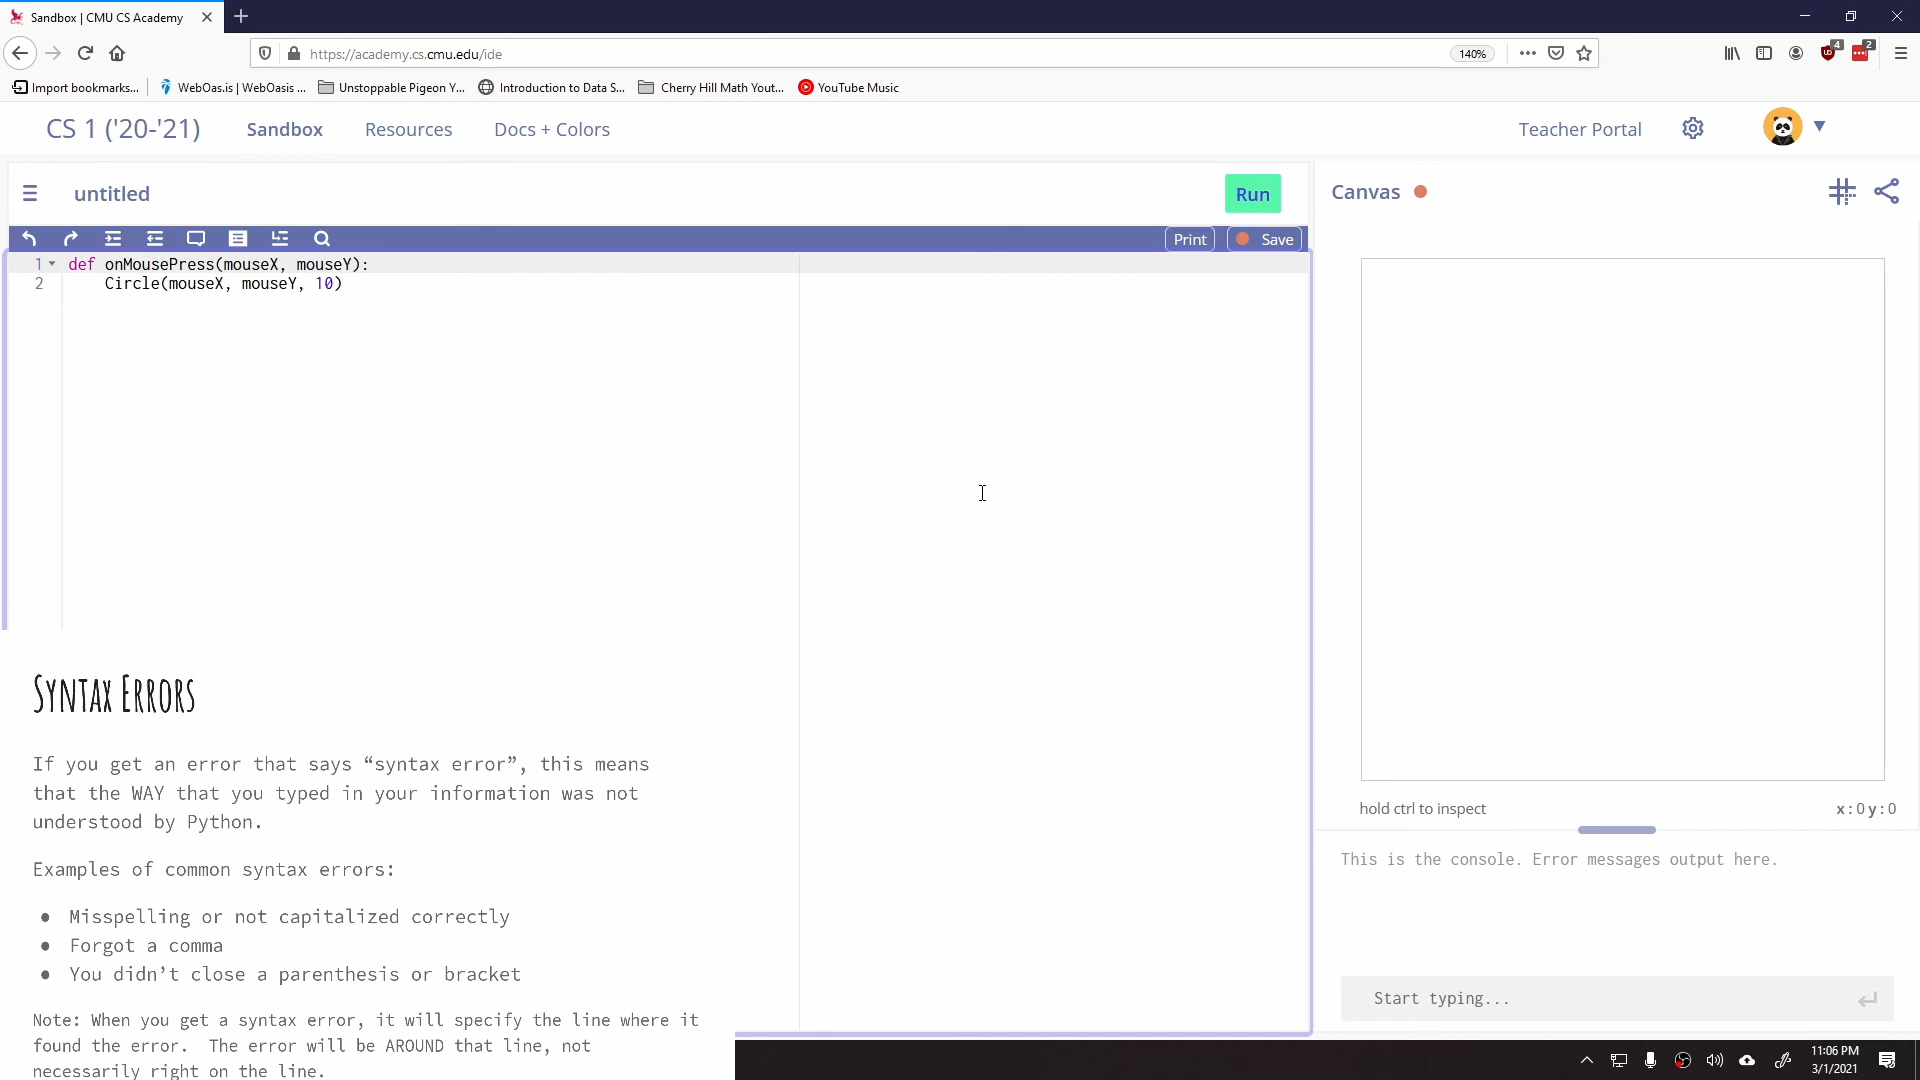 Sandbox | CMU CS Academy
https://academy.cs.cmu.edu/ide
140%
4
2
Import bookmarks...
WebOas.is | WebOasis ...
Unstoppable Pigeon Y...
Introduction to Data S...
Cherry Hill Math Yout...
YouTube Music
CS 1 ('20-'21)
Sandbox
Resources
Docs + Colors
Teacher Portal
untitled
Run
Canvas
Print
Save
1 def onMousePress(mouseX, mouseY):
2 Circle(mouseX, mouseY, 10)
hold ctrl to inspect
x:0 y:0
This is the console. Error messages output here.
Start typing...
Syntax Errors
If you get an error that says “syntax error”, this means
that the WAY that you typed in your information was not
understood by Python.
Examples of common syntax errors:
● Misspelling or not capitalized correctly
● Forgot a comma
● You didn’t close a parenthesis or bracket
Note: When you get a syntax error, it will specify the line where it
found the error. The error will be AROUND that line, not
necessarily right on the line.
11:06 PM
3/1/2021